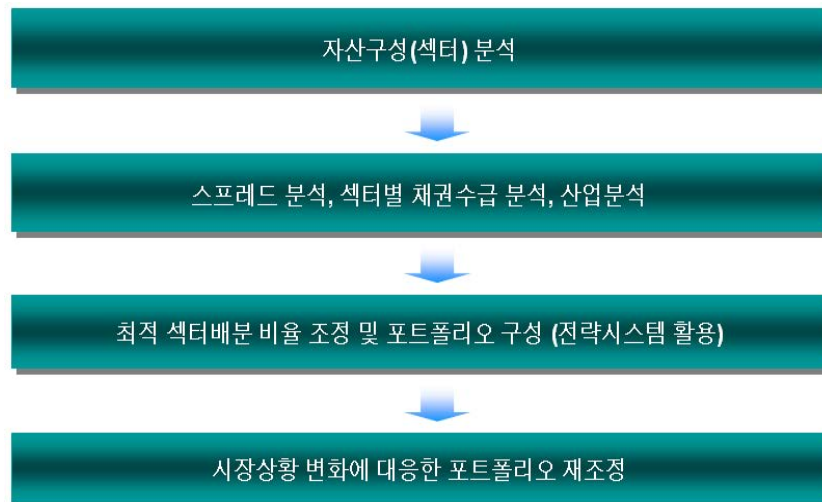 자산구성(섹터) 분석
스프레드 분석, 섹터별 채권수급 분석, 산업분석
최적 섹터배분 비율 조정 및 포트폴리오 구성 (전략시스템 활용)
시장상황 변화에 대응한 포트폴리오 재조정